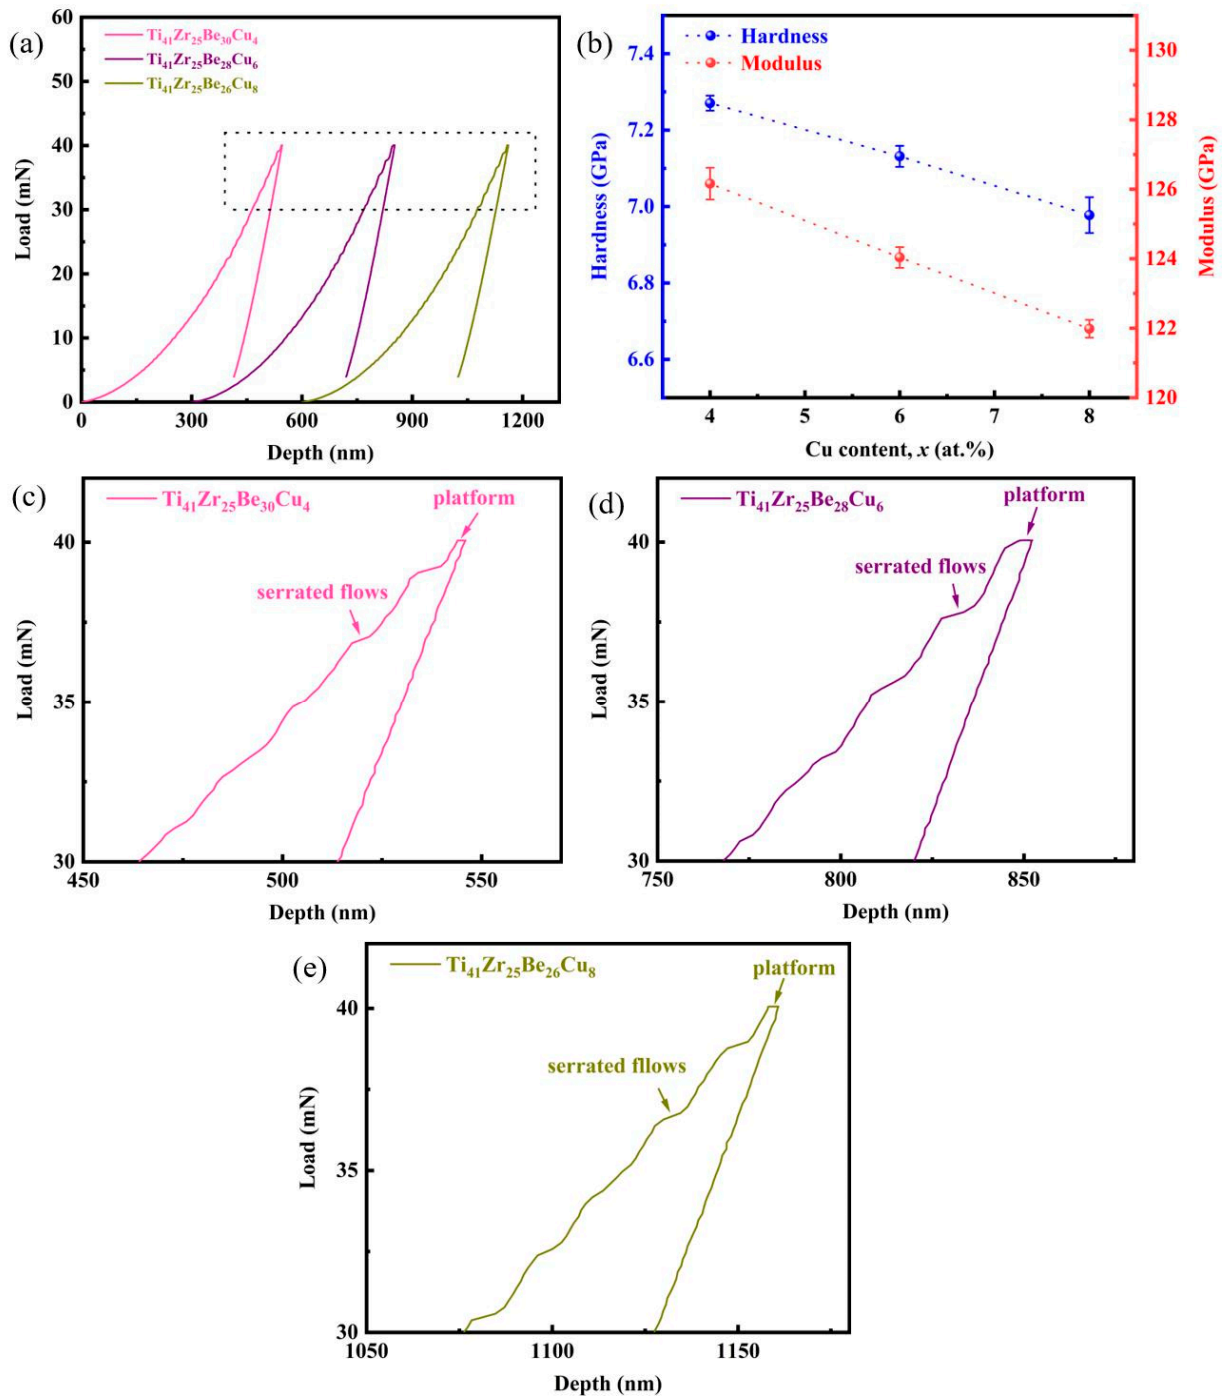 (a)
Ti₄₁Zr₂₅Be₃₀Cu₄
Ti₄₁Zr₂₅Be₂₈Cu₆
Ti₄₁Zr₂₅Be₂₆Cu₈
60
50
40
30
20
10
0
Load (mN)
0 300 600 900 1200
Depth (nm)
(b)
Hardness
Modulus
7.4
7.2
7.0
6.8
6.6
Hardness (GPa)
130
128
126
124
122
120
Modulus (GPa)
4 5 6 7 8
Cu content, x (at.%)
(c)
Ti₄₁Zr₂₅Be₃₀Cu₄
platform
serrated flows
40
35
30
Load (mN)
450 500 550
Depth (nm)
(d)
Ti₄₁Zr₂₅Be₂₈Cu₆
platform
serrated flows
40
35
30
Load (mN)
750 800 850
Depth (nm)
(e)
Ti₄₁Zr₂₅Be₂₆Cu₈
platform
serrated fllows
40
35
30
Load (mN)
1050 1100 1150
Depth (nm)